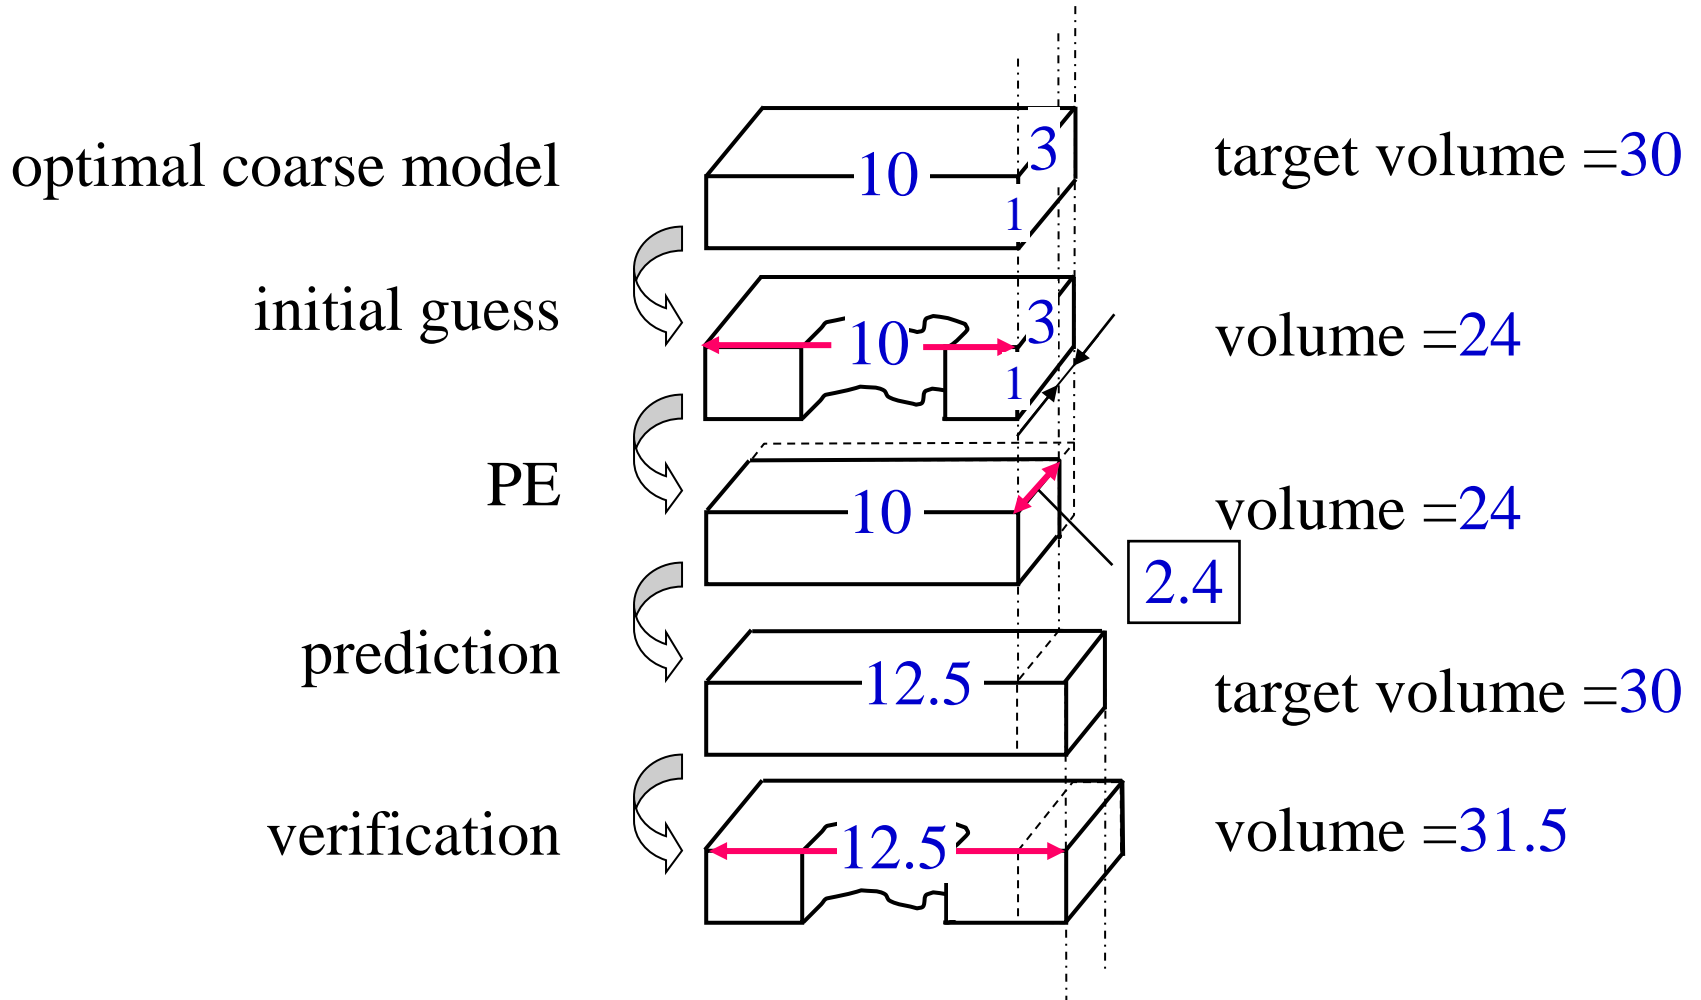 optimal coarse model
10
3
1
target volume =30
initial guess
10
3
1
volume =24
PE
10
volume =24
2.4
prediction
12.5
target volume =30
verification
12.5
volume =31.5